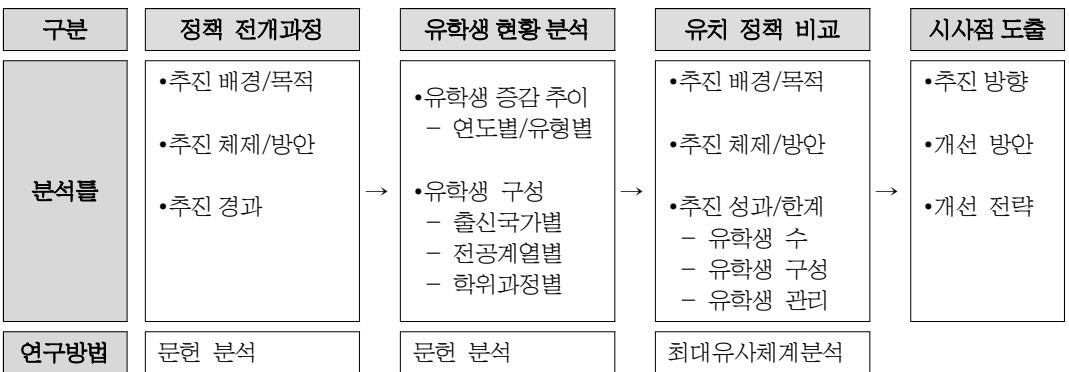 구분
정책 전개과정
유학생 현황 분석
유치 정책 비교
시사점 도출
분석틀
•추진 배경/목적
•추진 체제/방안
•추진 경과
→
•유학생 증감 추이
－ 연도별/유형별
•유학생 구성
－ 출신국가별
－ 전공계열별
－ 학위과정별
→
•추진 배경/목적
•추진 체제/방안
•추진 성과/한계
－ 유학생 수
－ 유학생 구성
－ 유학생 관리
→
•추진 방향
•개선 방안
•개선 전략
연구방법
문헌 분석
문헌 분석
최대유사체계분석